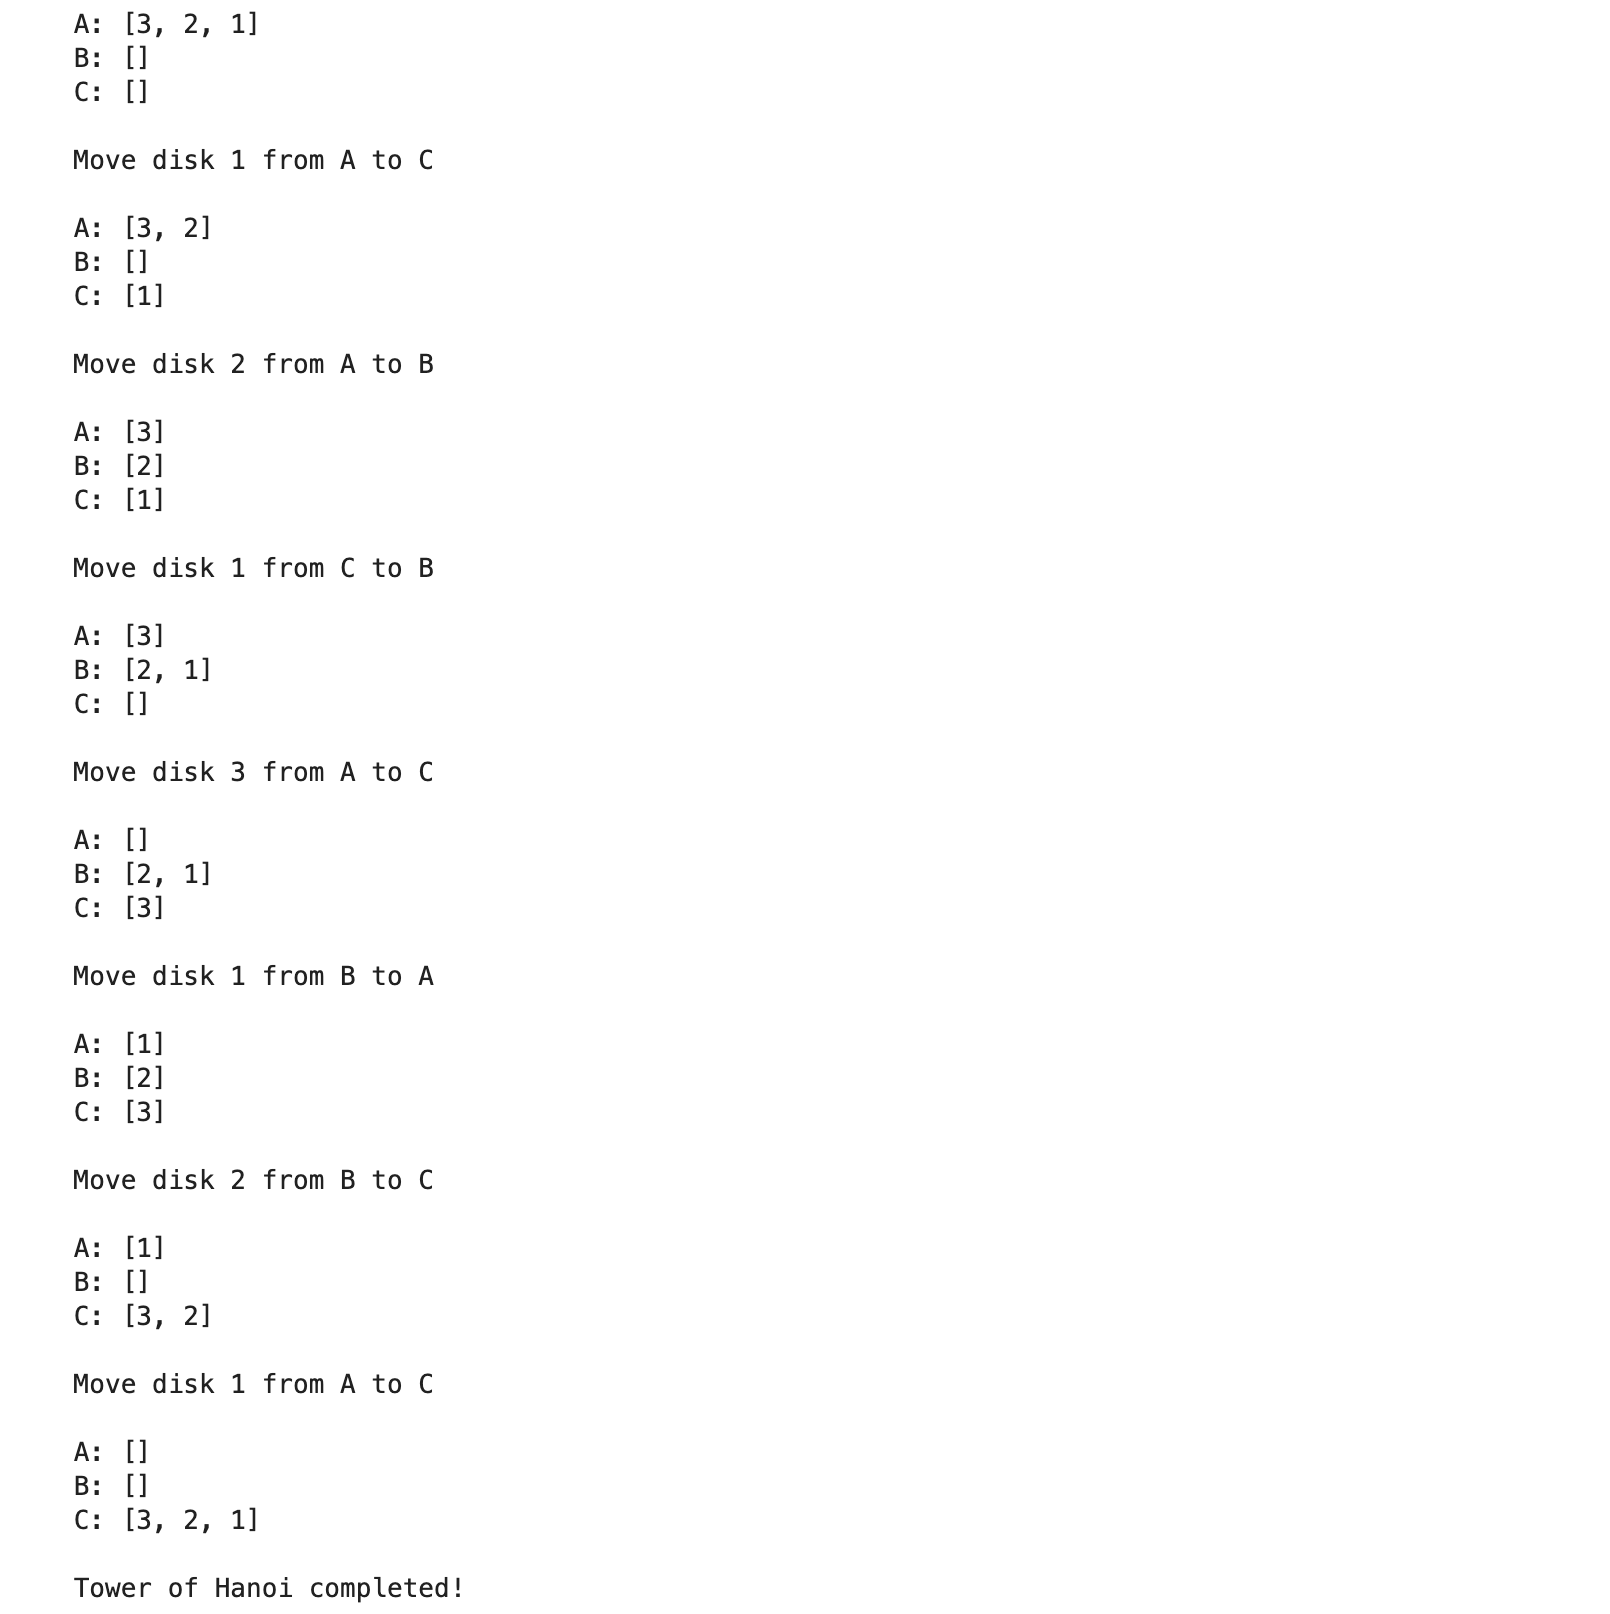 A: [3, 2, 1]
B: []
C: []

Move disk 1 from A to C

A: [3, 2]
B: []
C: [1]

Move disk 2 from A to B

A: [3]
B: [2]
C: [1]

Move disk 1 from C to B

A: [3]
B: [2, 1]
C: []

Move disk 3 from A to C

A: []
B: [2, 1]
C: [3]

Move disk 1 from B to A

A: [1]
B: [2]
C: [3]

Move disk 2 from B to C

A: [1]
B: []
C: [3, 2]

Move disk 1 from A to C

A: []
B: []
C: [3, 2, 1]

Tower of Hanoi completed!